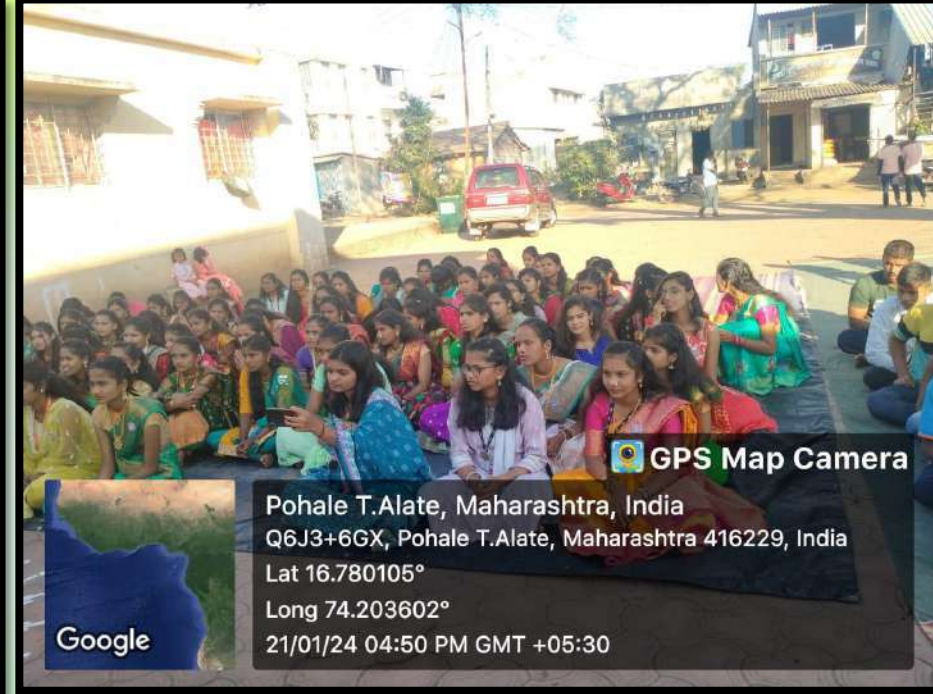 GPS Map Camera
Pohale T.Alate, Maharashtra, India
Q6J3+6GX, Pohale T.Alate, Maharashtra 416229, India
Lat 16.780105°
Long 74.203602°
21/01/24 04:50 PM GMT +05:30
Google